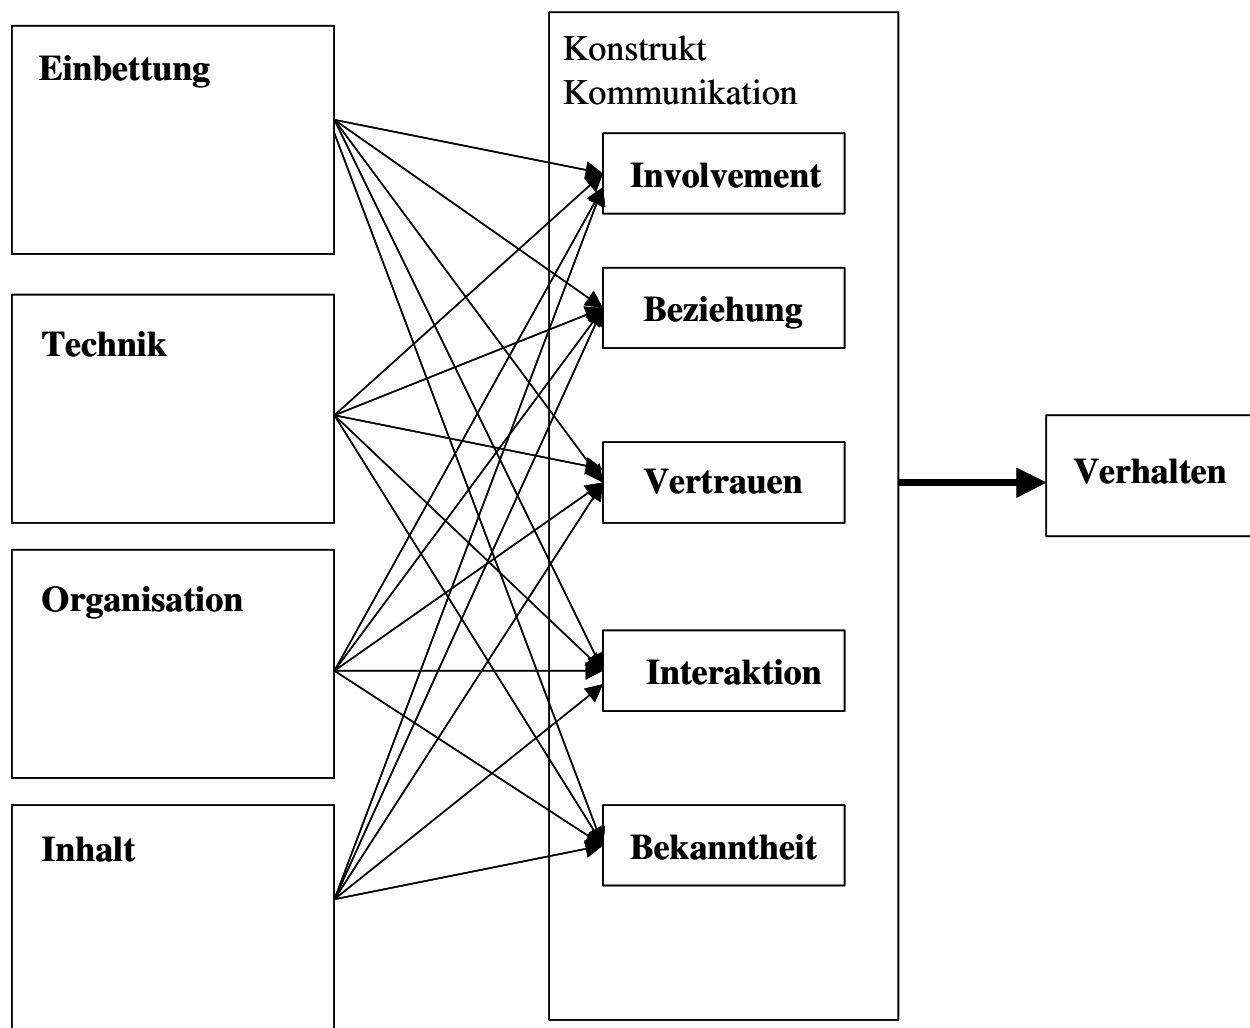 Einbettung
Technik
Organisation
Inhalt
Konstrukt
Kommunikation
Involvement
Beziehung
Vertrauen
Interaktion
Bekanntheit
Verhalten